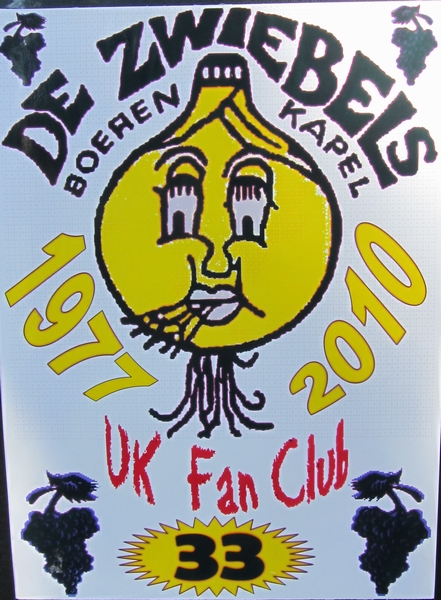 DE ZWIEBELS
BOEREN KAPEL
1977 2010
UK Fan Club
33